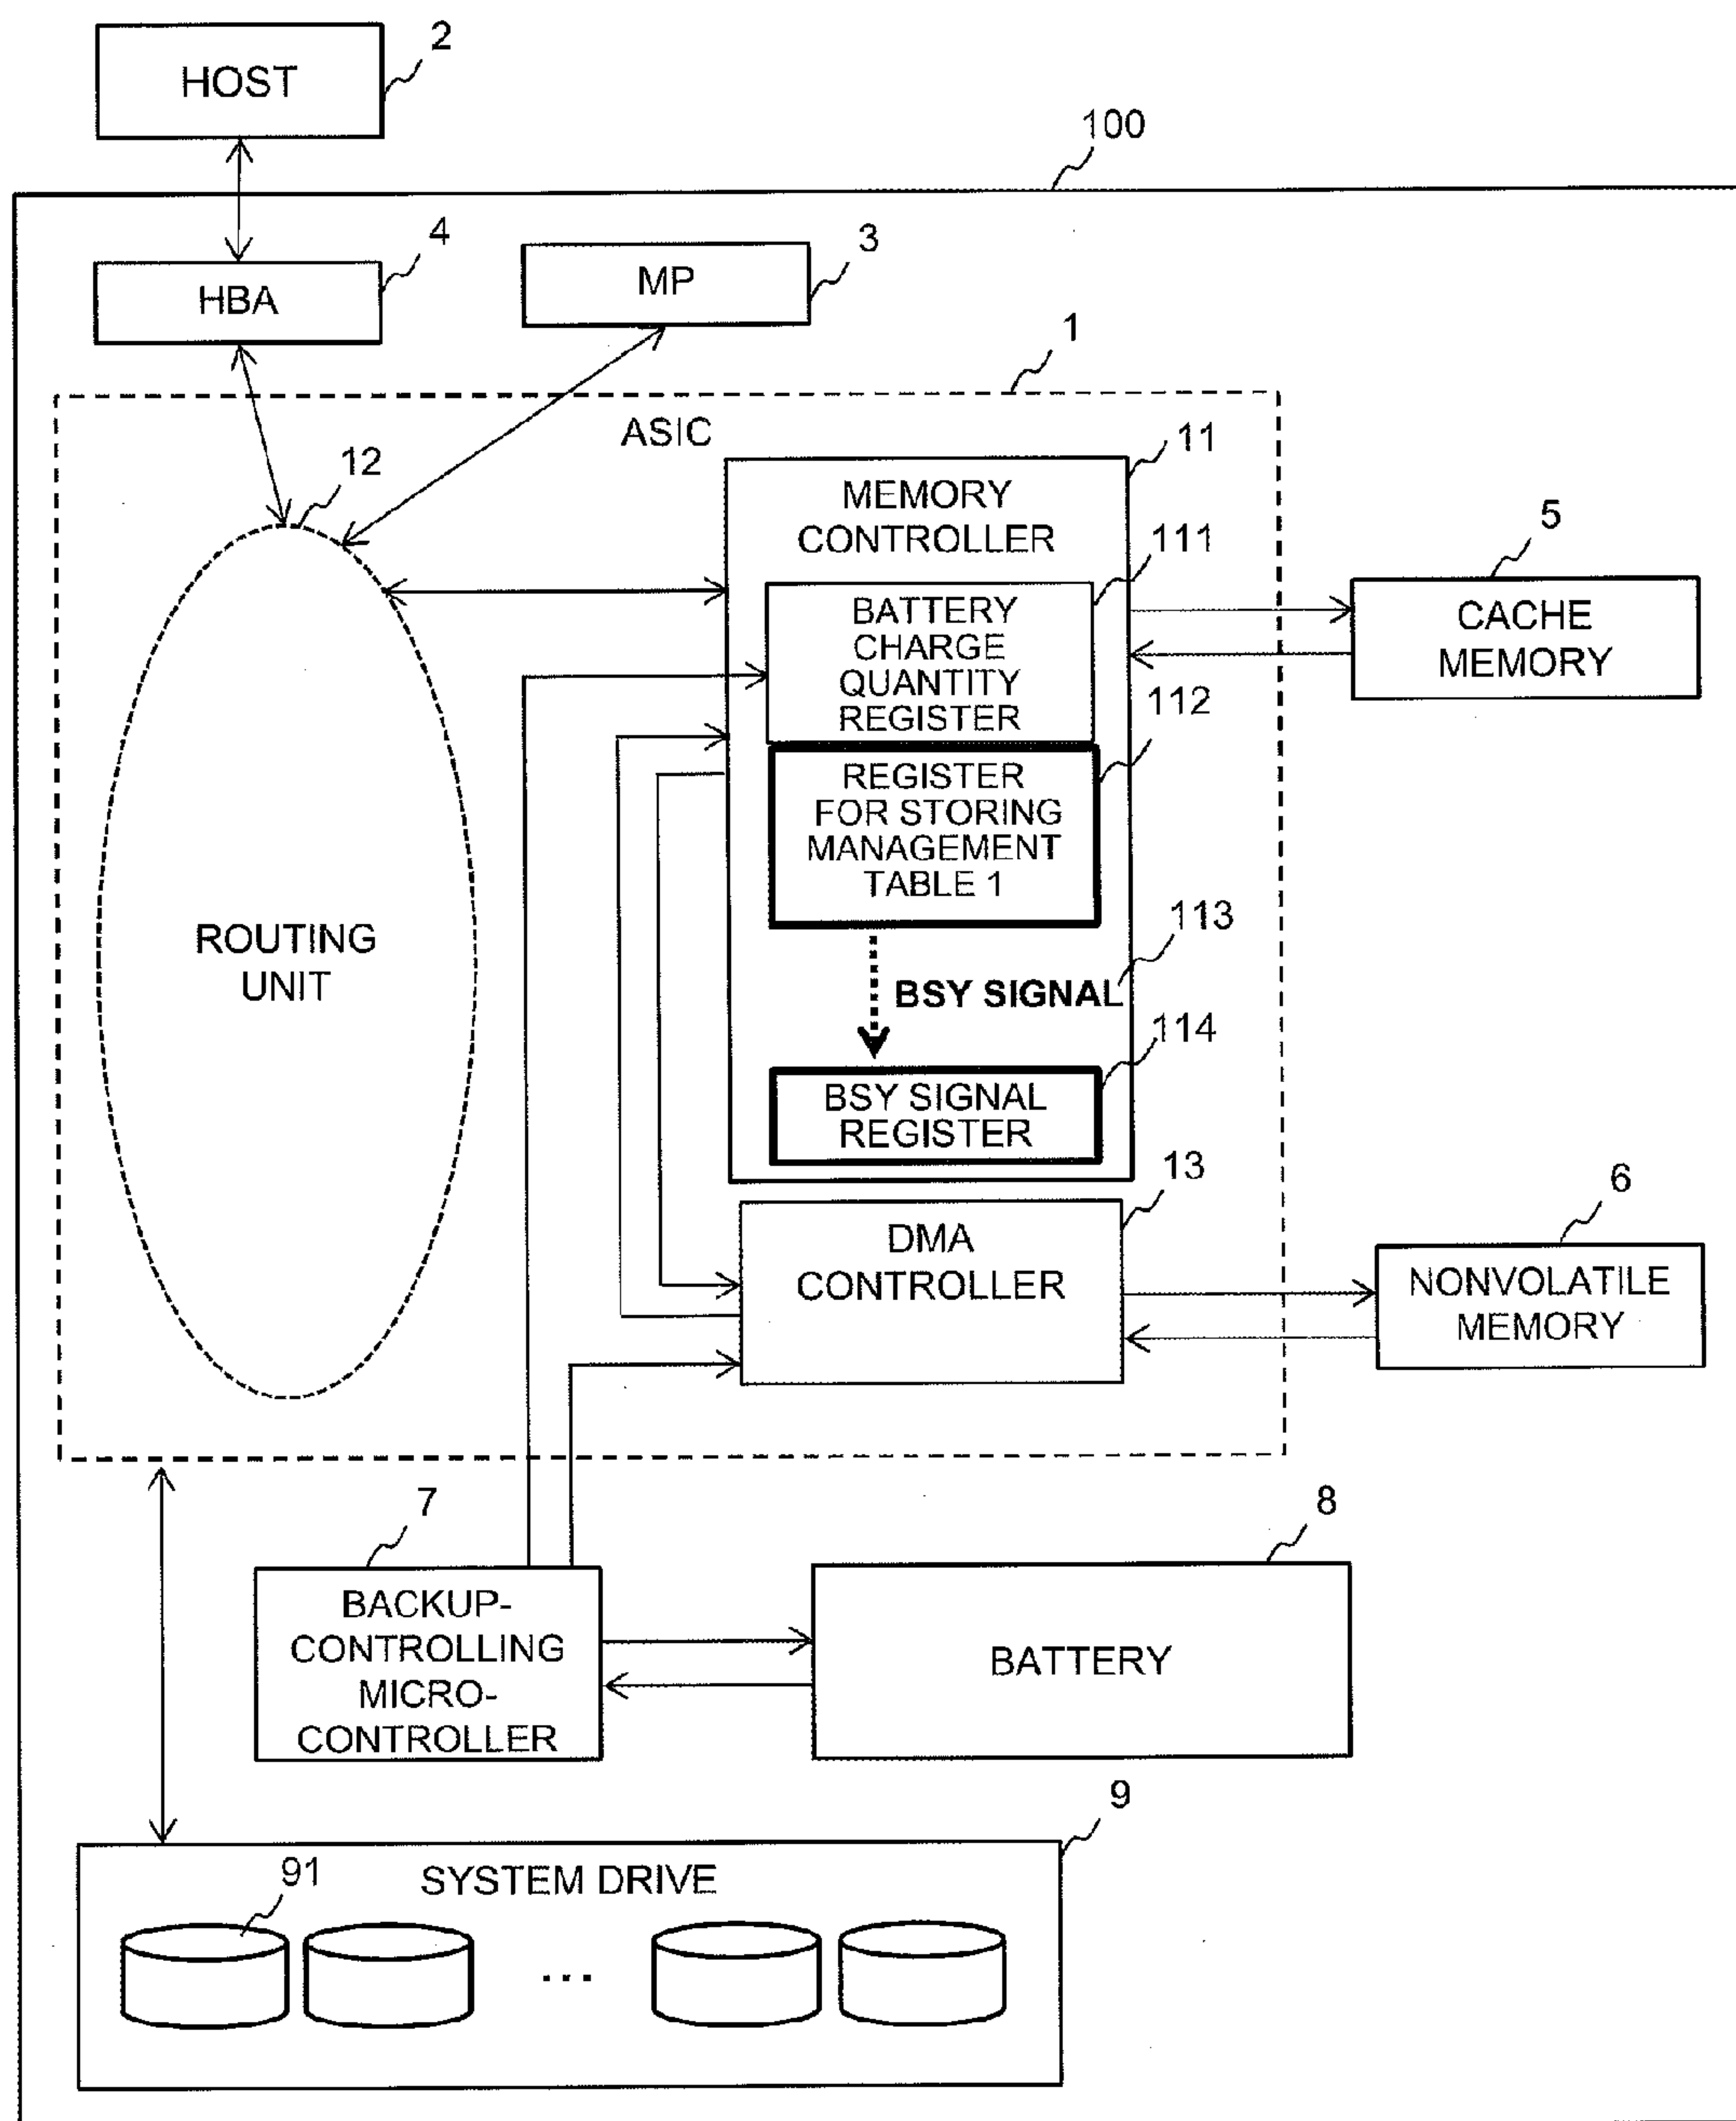 2
HOST
100
4
HBA
3
MP
1
ASIC
12
11
MEMORY
CONTROLLER
111
5
BATTERY
CHARGE
QUANTITY
REGISTER
CACHE
MEMORY
112
REGISTER
FOR STORING
MANAGEMENT
TABLE 1
ROUTING
UNIT
113
BSY SIGNAL
114
BSY SIGNAL
REGISTER
13
6
DMA
CONTROLLER
NONVOLATILE
MEMORY
7
8
BACKUP-
CONTROLLING
MICRO-
CONTROLLER
BATTERY
9
91
SYSTEM DRIVE
...